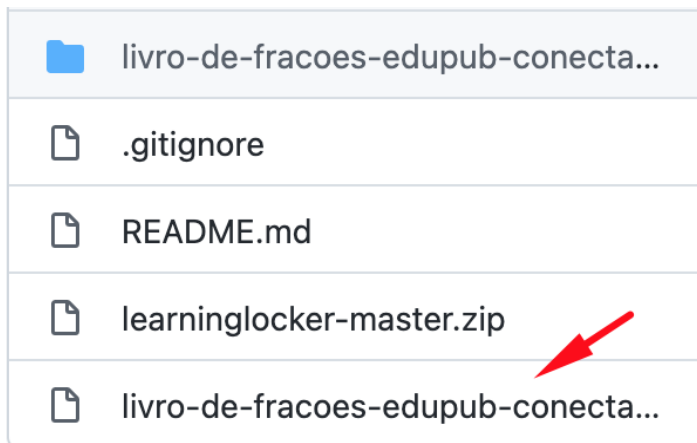 livro-de-fracoes-edupub-conecta...
.gitignore
README.md
learninglocker-master.zip
livro-de-fracoes-edupub-conecta...